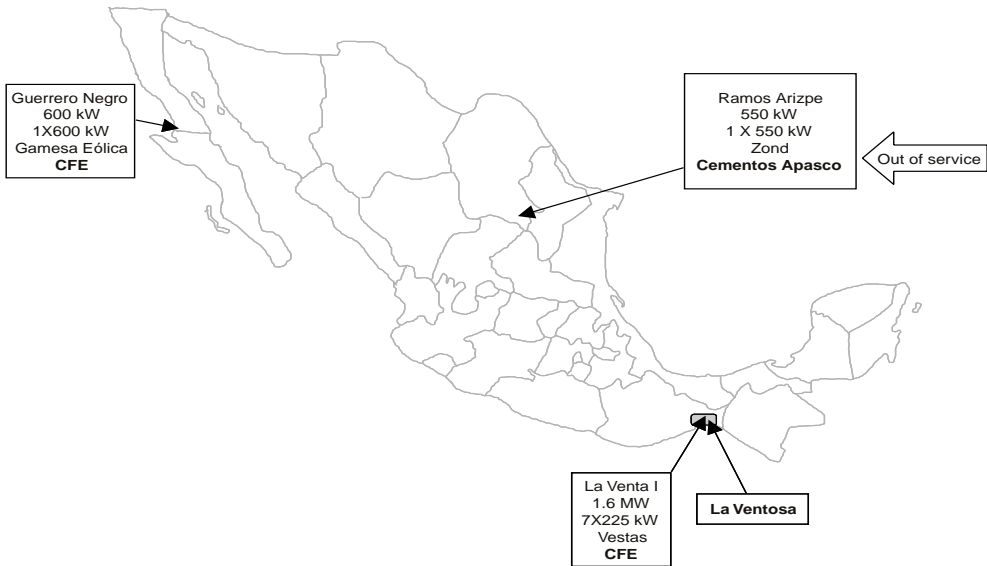 Guerrero Negro
600 kW
1X600 kW
Gamesa Eólica
CFE
Ramos Arizpe
550 kW
1 X 550 kW
Zond
Cementos Apasco
Out of service
La Venta I
1.6 MW
7X225 kW
Vestas
CFE
La Ventosa